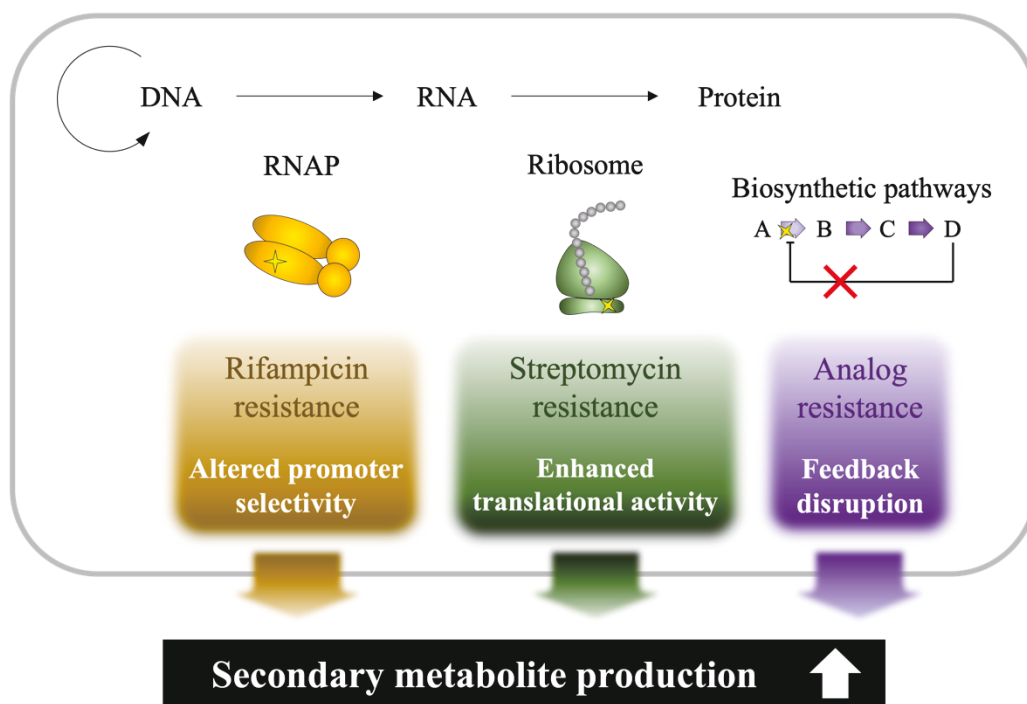 DNA
RNA
Protein
RNAP
Ribosome
Biosynthetic pathways
A B C D
Rifampicin
resistance
Altered promoter
selectivity
Streptomycin
resistance
Enhanced
translational activity
Analog
resistance
Feedback
disruption
Secondary metabolite production